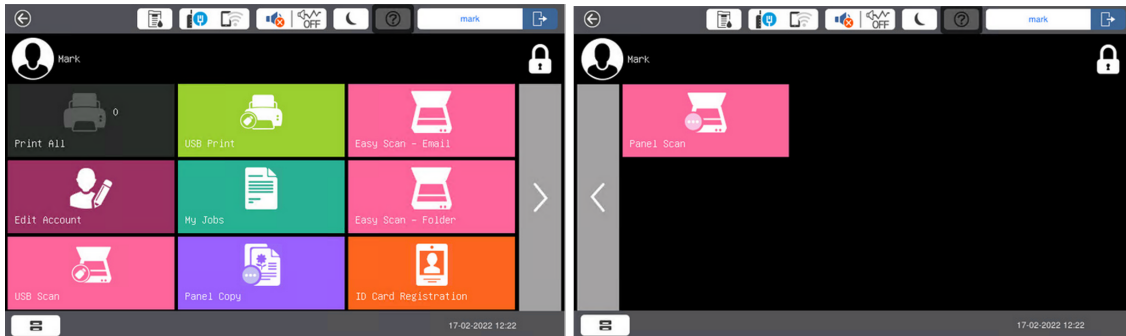 OFF
mark
Mark
0
Print All
USB Print
Easy Scan - Email
Edit Account
My Jobs
Easy Scan - Folder
USB Scan
Panel Copy
ID Card Registration
17-02-2022 12:22
OFF
mark
Mark
Panel Scan
17-02-2022 12:22